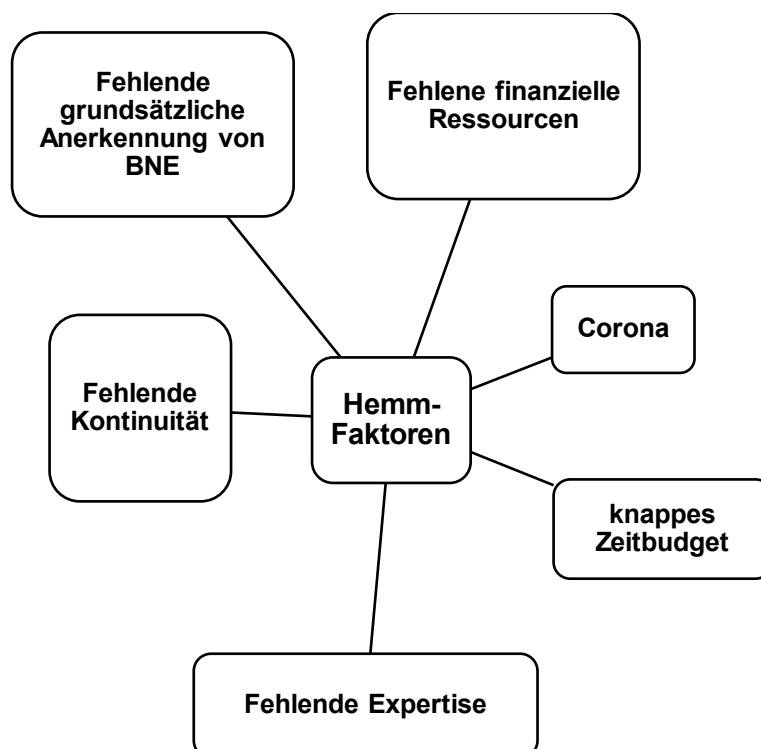 Fehlende
grundsätzliche
Anerkennung von
BNE
Fehlene finanzielle
Ressourcen
Corona
Fehlende
Kontinuität
Hemm-
Faktoren
knappes
Zeitbudget
Fehlende Expertise